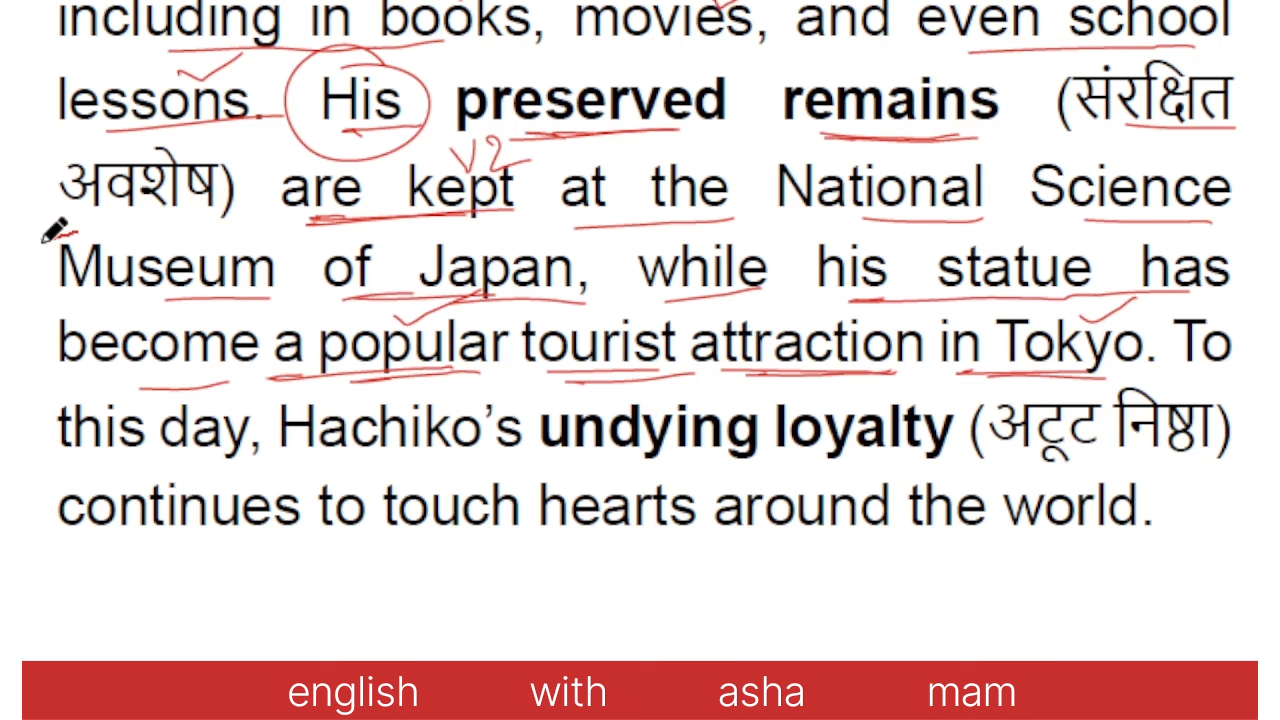 including in books, movies, and even school
lessons. His preserved remains (संरक्षित
V2
अवशेष) are kept at the National Science
Museum of Japan, while his statue has
become a popular tourist attraction in Tokyo. To
this day, Hachiko’s undying loyalty (अटूट निष्ठा)
continues to touch hearts around the world.
english with asha mam